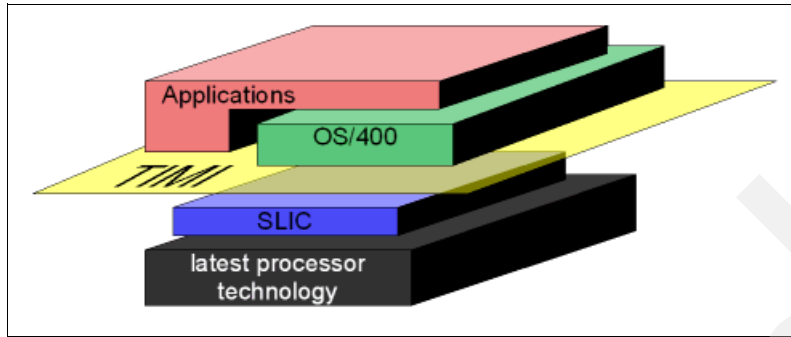 Applications
OS/400
TIMI
SLIC
latest processor
technology